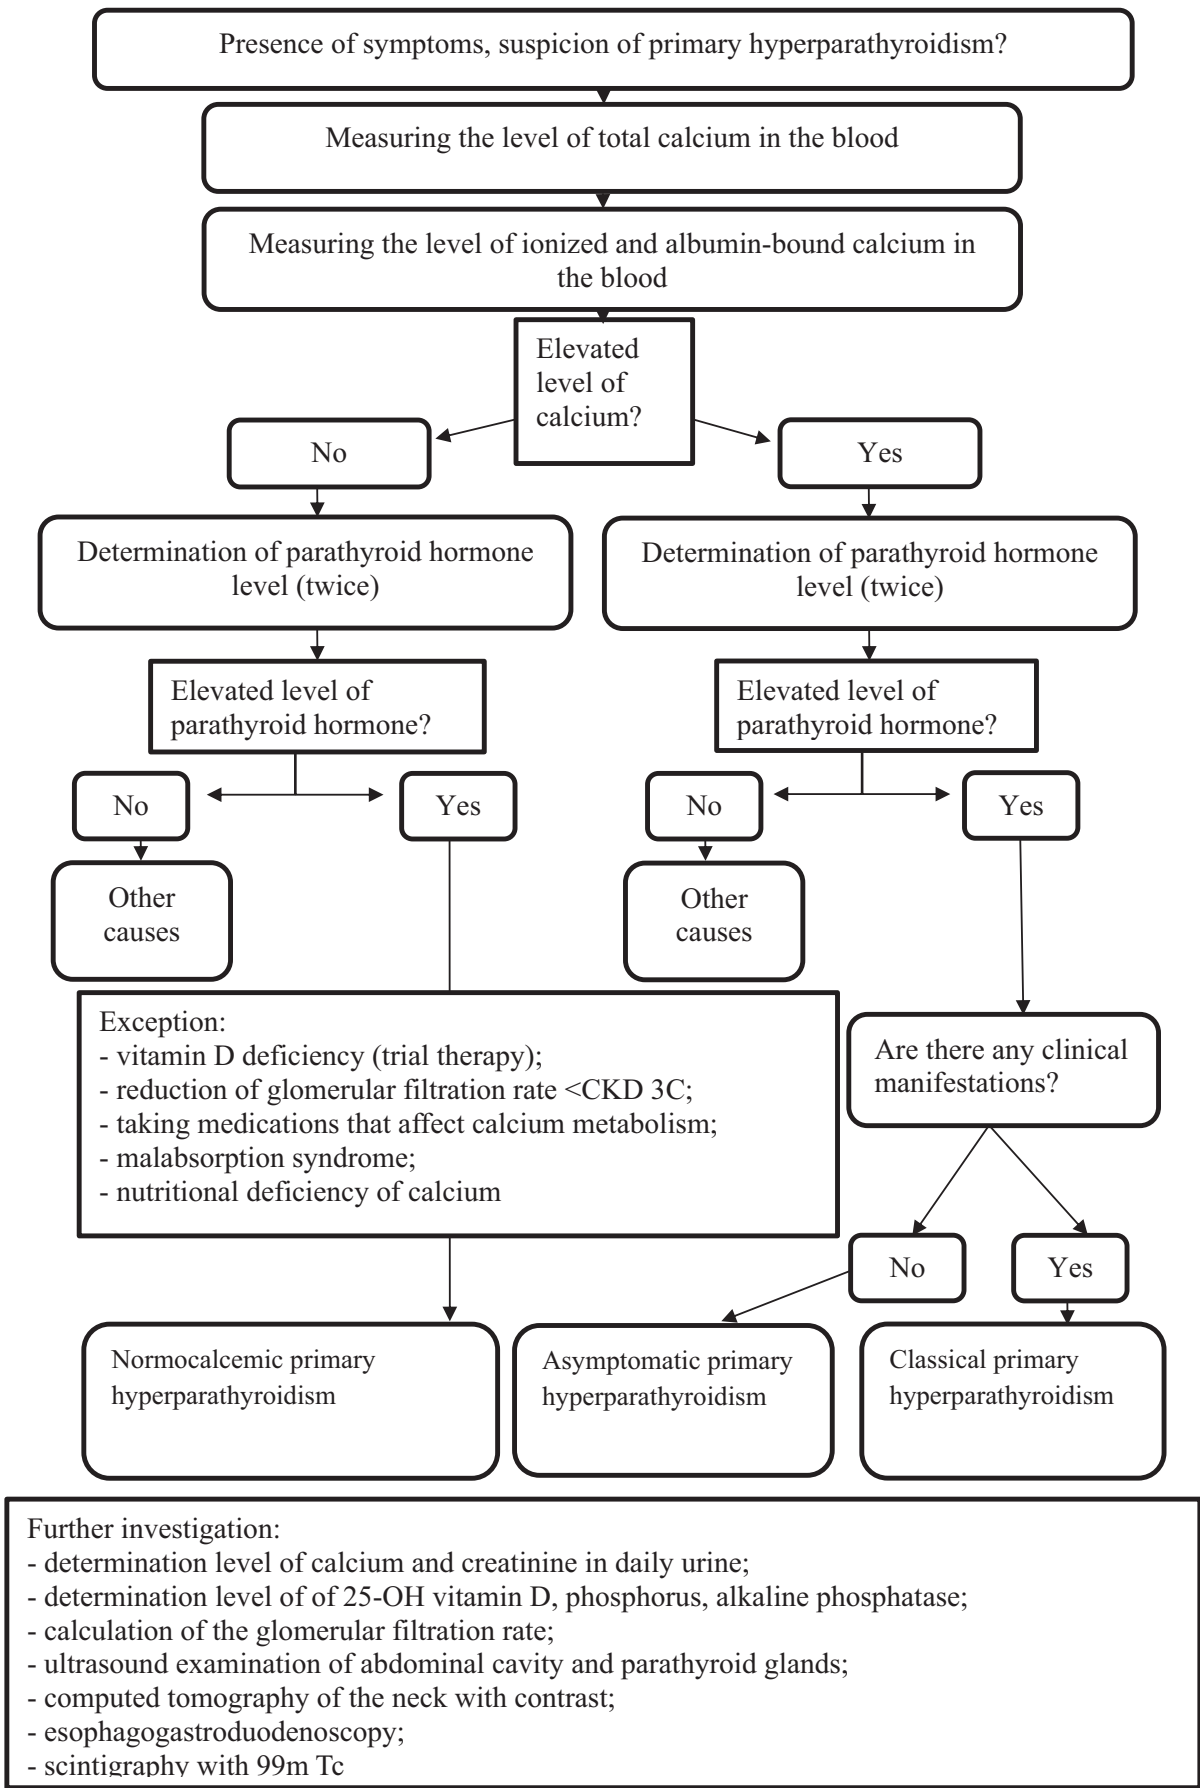 Presence of symptoms, suspicion of primary hyperparathyroidism?
Measuring the level of total calcium in the blood
Measuring the level of ionized and albumin-bound calcium in
the blood
Elevated
level of
calcium?
No
Yes
Determination of parathyroid hormone
level (twice)
Determination of parathyroid hormone
level (twice)
Elevated level of
parathyroid hormone?
Elevated level of
parathyroid hormone?
No
Yes
No
Yes
Other
causes
Other
causes
Exception:
- vitamin D deficiency (trial therapy);
- reduction of glomerular filtration rate <CKD 3C;
- taking medications that affect calcium metabolism;
- malabsorption syndrome;
- nutritional deficiency of calcium
Are there any clinical
manifestations?
No
Yes
Normocalcemic primary
hyperparathyroidism
Asymptomatic primary
hyperparathyroidism
Classical primary
hyperparathyroidism
Further investigation:
- determination level of calcium and creatinine in daily urine;
- determination level of of 25-OH vitamin D, phosphorus, alkaline phosphatase;
- calculation of the glomerular filtration rate;
- ultrasound examination of abdominal cavity and parathyroid glands;
- computed tomography of the neck with contrast;
- esophagogastroduodenoscopy;
- scintigraphy with 99m Tc